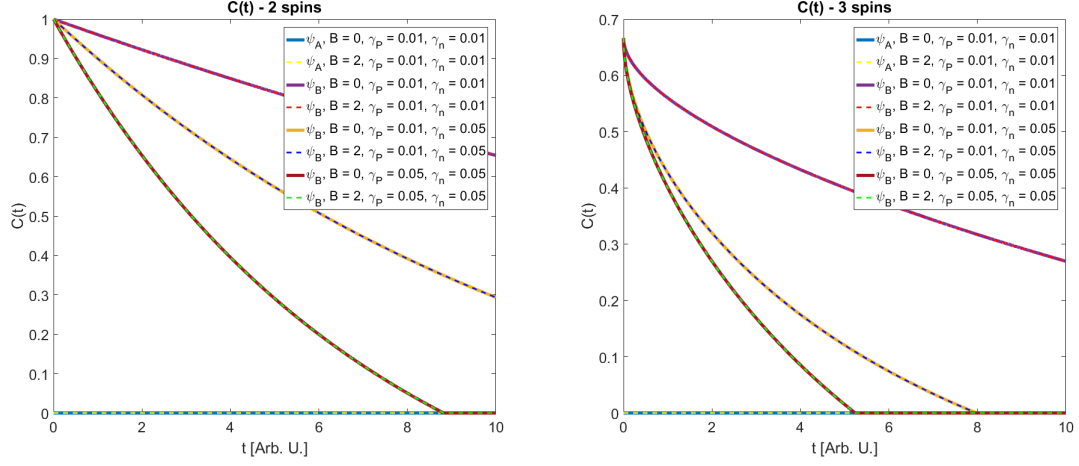 C(t) - 2 spins
1
0.9
0.8
0.7
0.6
0.5
0.4
0.3
0.2
0.1
0
C(t)
ψA, B = 0, γP = 0.01, γn = 0.01
ψA, B = 2, γP = 0.01, γn = 0.01
ψB, B = 0, γP = 0.01, γn = 0.01
ψB, B = 2, γP = 0.01, γn = 0.01
ψB, B = 0, γP = 0.01, γn = 0.05
ψB, B = 2, γP = 0.01, γn = 0.05
ψB, B = 0, γP = 0.05, γn = 0.05
ψB, B = 2, γP = 0.05, γn = 0.05
0 2 4 6 8 10
t [Arb. U.]
C(t) - 3 spins
0.7
0.6
0.5
0.4
0.3
0.2
0.1
0
C(t)
ψA, B = 0, γP = 0.01, γn = 0.01
ψA, B = 2, γP = 0.01, γn = 0.01
ψB, B = 0, γP = 0.01, γn = 0.01
ψB, B = 2, γP = 0.01, γn = 0.01
ψB, B = 0, γP = 0.01, γn = 0.05
ψB, B = 2, γP = 0.01, γn = 0.05
ψB, B = 0, γP = 0.05, γn = 0.05
ψB, B = 2, γP = 0.05, γn = 0.05
0 2 4 6 8 10
t [Arb. U.]